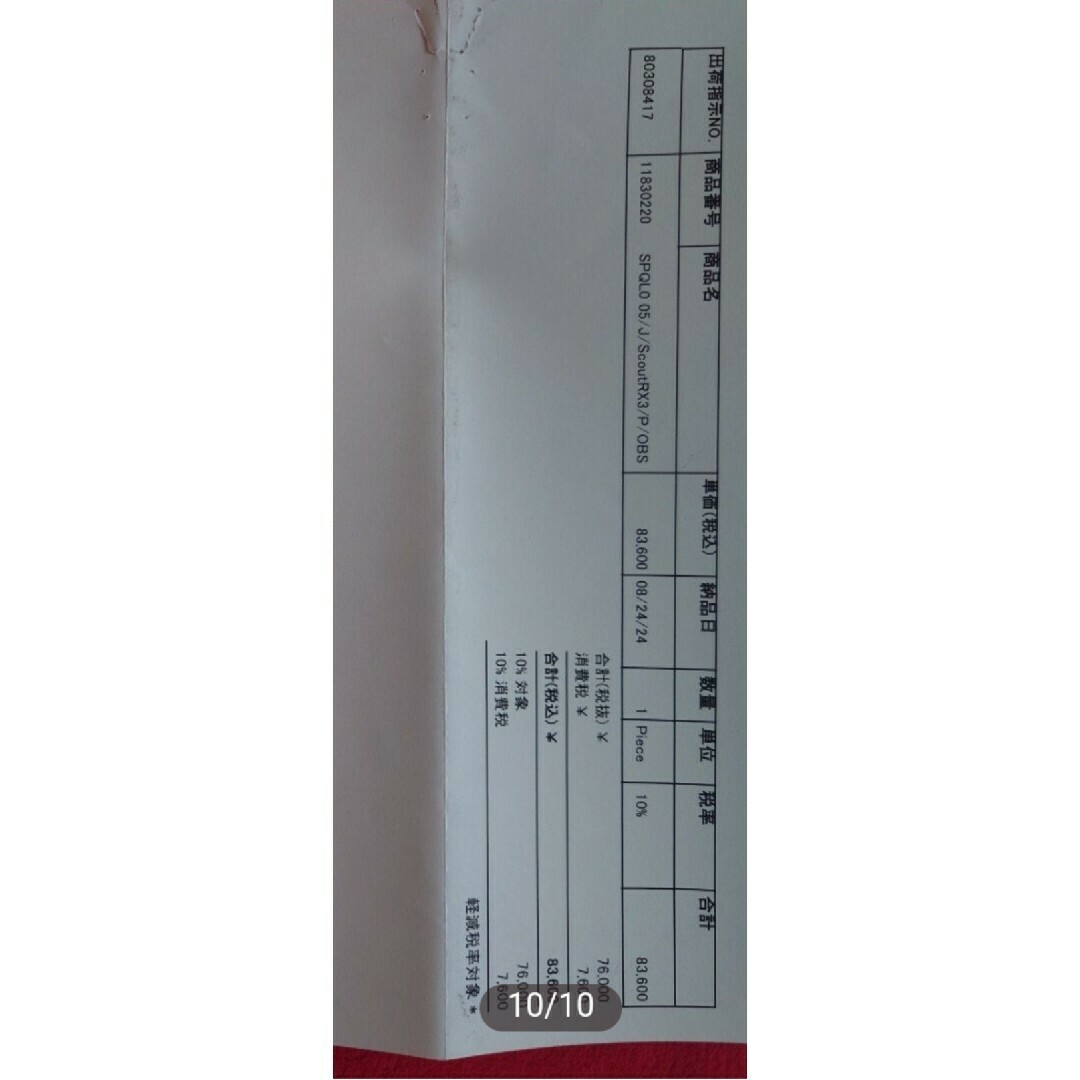 出荷指示NO. 商品番号 商品名 単価(税込) 納品日 数量 単位 税率 合計
80308417 11830220 SPQL0 05/J/ScoutRX3/P/OBS 83,600 08/24/24 1 Piece 10% 83,600
合計(税抜) ¥ 76,000
消費税 ¥
合計(税込) ¥
10% 対象
10% 消費税 7,600
軽減税率対象 *
10/10